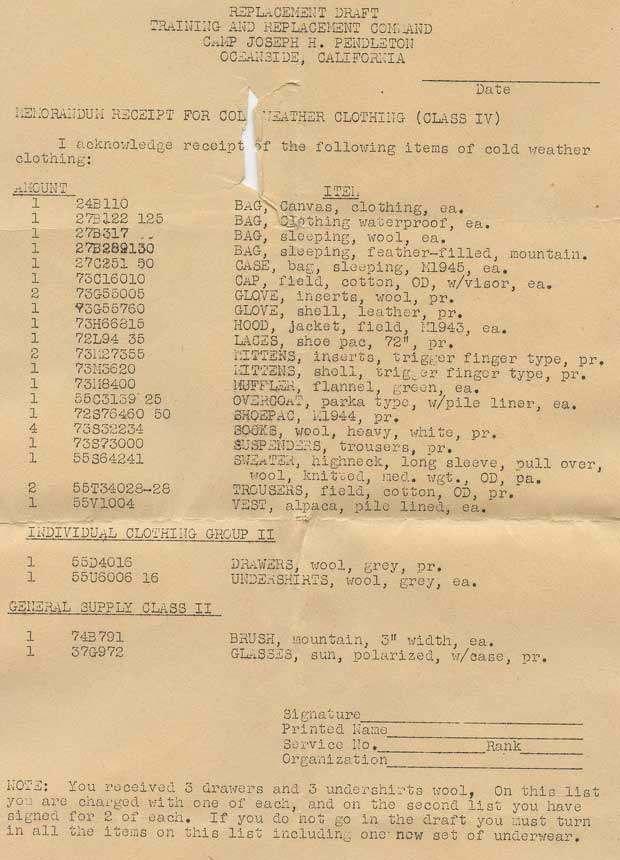 REPLACEMENT DRAFT
TRAINING AND REPLACEMENT COMMAND
CAMP JOSEPH H. PENDLETON
OCEANSIDE, CALIFORNIA
Date
MEMORANDUM RECEIPT FOR COLD WEATHER CLOTHING (CLASS IV)
I acknowledge receipt of the following items of cold weather
clothing:
AMOUNT ITEM
1 24B110 BAG, Canvas, clothing, ea.
1 27B122 125 BAG, Clothing waterproof, ea.
1 27B317 BAG, sleeping, wool, ea.
1 27B289130 BAG, sleeping, feather-filled, mountain.
1 27C251 50 CASE, bag, sleeping, M1945, ea.
1 73C16010 CAP, field, cotton, OD, w/visor, ea.
2 73G55005 GLOVE, inserts, wool, pr.
1 73G55760 GLOVE, shell, leather, pr.
1 73H66815 HOOD, jacket, field, M1943, ea.
1 72L94 35 LACES, shoe pac, 72", pr.
2 73M27355 MITTENS, inserts, trigger finger type, pr.
1 73M3620 MITTENS, shell, trigger finger type, pr.
1 73M8400 MUFFLER, flannel, green, ea.
1 55C3139 25 OVERCOAT, parka type, w/pile liner, ea.
1 72S76460 50 SHOEPAC, M1944, pr.
4 73S32234 SOCKS, wool, heavy, white, pr.
1 73S73000 SUSPENDERS, trousers, pr.
1 55S64241 SWEATER, highneck, long sleeve, pull over,
wool, knitted, med. wgt., OD, ea.
2 55T34028-28 TROUSERS, field, cotton, OD, pr.
1 55V1004 VEST, alpaca, pile lined, ea.
INDIVIDUAL CLOTHING GROUP II
1 55D4016 DRAWERS, wool, grey, pr.
1 55U6006 16 UNDERSHIRTS, wool, grey, ea.
GENERAL SUPPLY CLASS II
1 74B791 BRUSH, mountain, 3" width, ea.
1 37G972 GLASSES, sun, polarized, w/case, pr.
Signature
Printed Name
Service No. Rank
Organization
NOTE: You received 3 drawers and 3 undershirts wool, On this list
you are charged with one of each, and on the second list you have
signed for 2 of each. If you do not go in the draft you must turn
in all the items on this list including one new set of underwear.